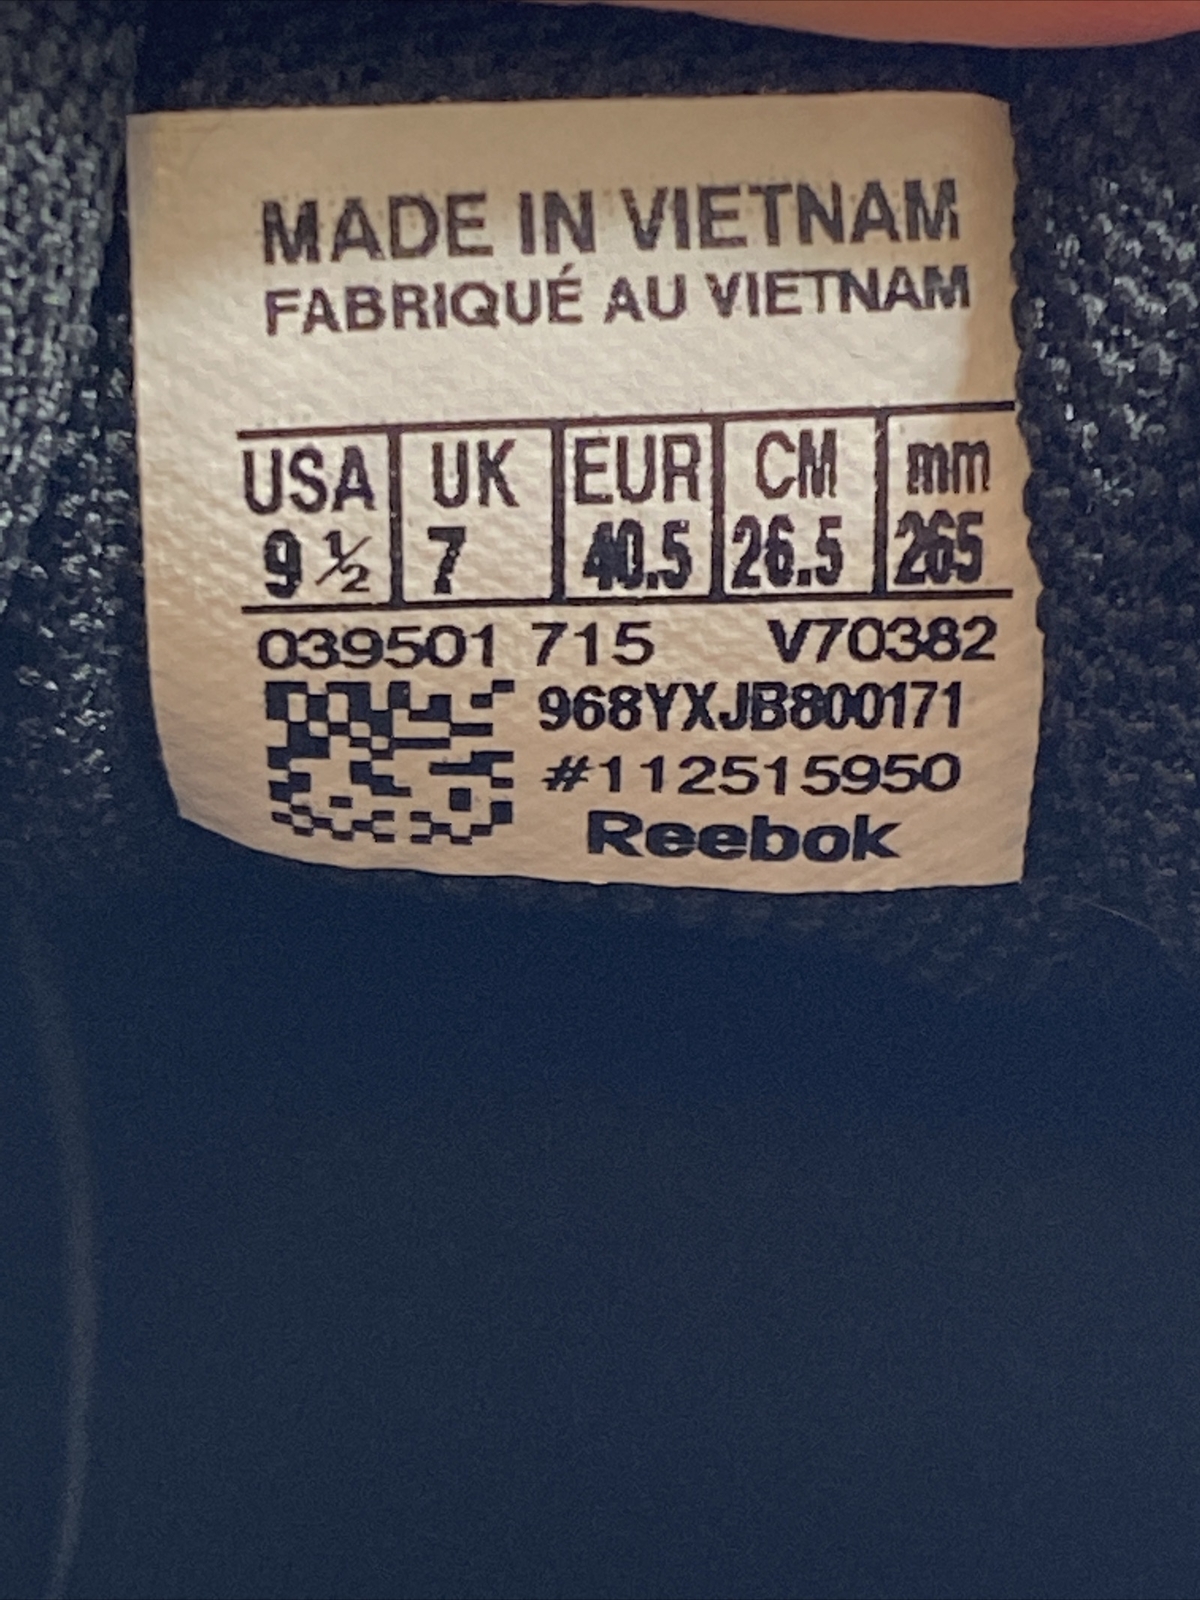 MADE IN VIETNAM
FABRIQUÉ AU VIETNAM
USA UK EUR CM mm
9 ½ 7 40.5 26.5 265
039501 715 V70382
968YXJB800171
#112515950
Reebok